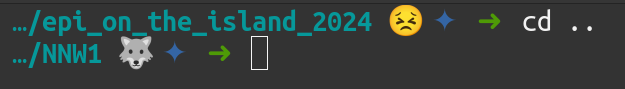 …/epi_on_the_island_2024 😣 ✦ ➜ cd ..
…/NNW1 🐺 ✦ ➜